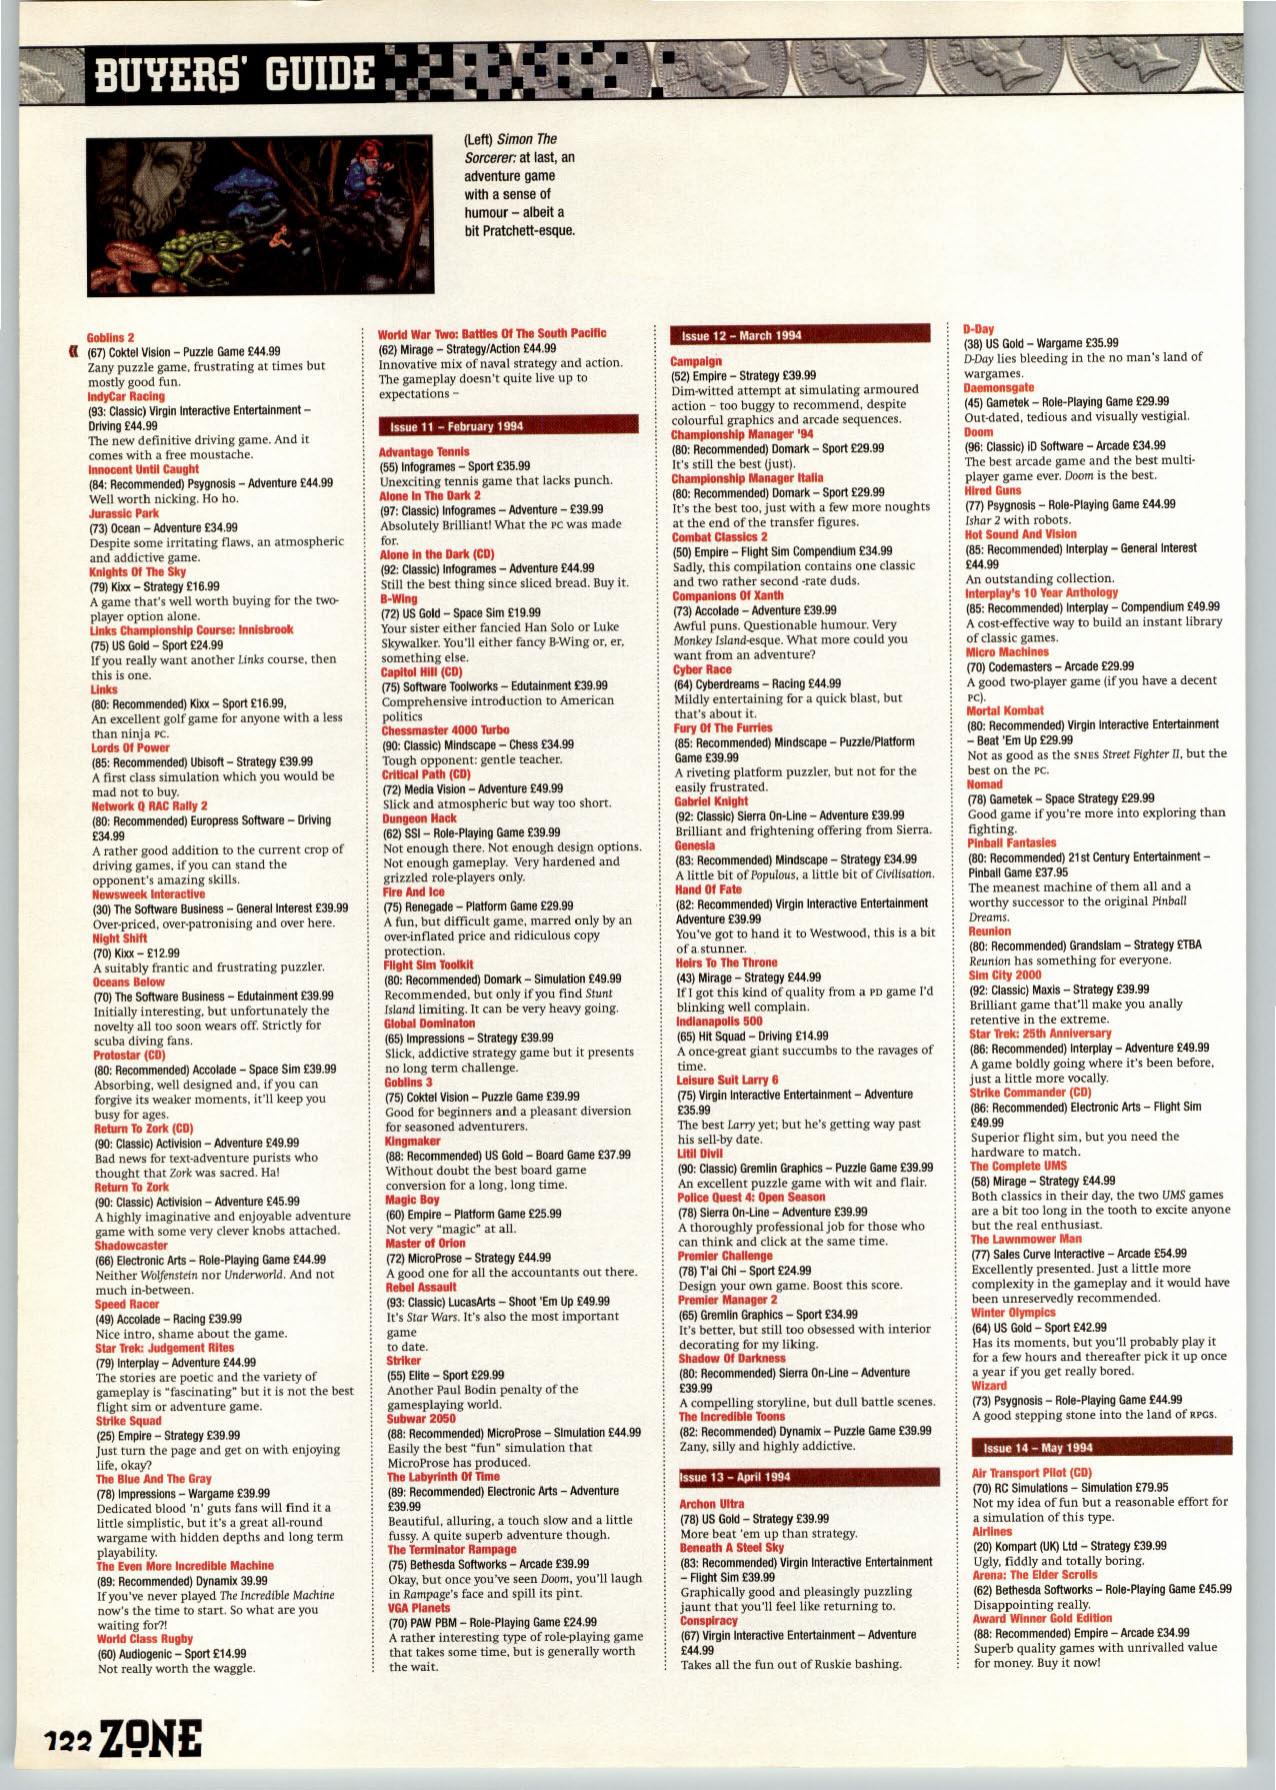 BUYERS' GUIDE
(Left) Simon The
Sorcerer: at last, an
adventure game
with a sense of
humour – albeit a
bit Pratchett-esque.
Goblins 2
(67) Coktel Vision – Puzzle Game £44.99
Zany puzzle game, frustrating at times but
mostly good fun.
IndyCar Racing
(93: Classic) Virgin Interactive Entertainment –
Driving £44.99
The new definitive driving game. And it
comes with a free moustache.
Innocent Until Caught
(84: Recommended) Psygnosis – Adventure £44.99
Well worth nicking. Ho ho.
Jurassic Park
(73) Ocean – Adventure £34.99
Despite some irritating flaws, an atmospheric
and addictive game.
Knights Of The Sky
(79) Kixx – Strategy £16.99
A game that's well worth buying for the two-
player option alone.
Links Championship Course: Innisbrook
(75) US Gold – Sport £24.99
If you really want another Links course, then
this is one.
Links
(80: Recommended) Kixx – Sport £16.99,
An excellent golf game for anyone with a less
than ninja PC.
Lords Of Power
(85: Recommended) Ubisoft – Strategy £39.99
A first class simulation which you would be
mad not to buy.
Network Q RAC Rally 2
(80: Recommended) Europress Software – Driving
£34.99
A rather good addition to the current crop of
driving games, if you can stand the
opponent's amazing skills.
Newsweek Interactive
(30) The Software Business – General Interest £39.99
Over-priced, over-patronising and over here.
Night Shift
(70) Kixx – £12.99
A suitably frantic and frustrating puzzler.
Oceans Below
(70) The Software Business – Edutainment £39.99
Initially interesting, but unfortunately the
novelty all too soon wears off. Strictly for
scuba diving fans.
Protostar (CD)
(80: Recommended) Accolade – Space Sim £39.99
Absorbing, well designed and, if you can
forgive its weaker moments, it'll keep you
busy for ages.
Return To Zork (CD)
(90: Classic) Activision – Adventure £49.99
Bad news for text-adventure purists who
thought that Zork was sacred. Ha!
Return To Zork
(90: Classic) Activision – Adventure £45.99
A highly imaginative and enjoyable adventure
game with some very clever knobs attached.
Shadowcaster
(66) Electronic Arts – Role-Playing Game £44.99
Neither Wolfenstein nor Underworld. And not
much in-between.
Speed Racer
(49) Accolade – Racing £39.99
Nice intro, shame about the game.
Star Trek: Judgement Rites
(79) Interplay – Adventure £44.99
The stories are poetic and the variety of
gameplay is "fascinating" but it is not the best
flight sim or adventure game.
Strike Squad
(25) Empire – Strategy £39.99
Just turn the page and get on with enjoying
life, okay?
The Blue And The Gray
(78) Impressions – Wargame £39.99
Dedicated blood 'n' guts fans will find it a
little simplistic, but it's a great all-round
wargame with hidden depths and long term
playability.
The Even More Incredible Machine
(89: Recommended) Dynamix 39.99
If you've never played The Incredible Machine
now's the time to start. So what are you
waiting for?!
World Class Rugby
(60) Audiogenic – Sport £14.99
Not really worth the waggle.
World War Two: Battles Of The South Pacific
(62) Mirage – Strategy/Action £44.99
Innovative mix of naval strategy and action.
The gameplay doesn't quite live up to
expectations –
Issue 11 – February 1994
Advantage Tennis
(55) Infogrames – Sport £35.99
Unexciting tennis game that lacks punch.
Alone In The Dark 2
(97: Classic) Infogrames – Adventure – £39.99
Absolutely Brilliant! What the PC was made
for.
Alone in the Dark (CD)
(92: Classic) Infogrames – Adventure £44.99
Still the best thing since sliced bread. Buy it.
B-Wing
(72) US Gold – Space Sim £19.99
Your sister either fancied Han Solo or Luke
Skywalker. You'll either fancy B-Wing or, er,
something else.
Capitol Hill (CD)
(75) Software Toolworks – Edutainment £39.99
Comprehensive introduction to American
politics
Chessmaster 4000 Turbo
(90: Classic) Mindscape – Chess £34.99
Tough opponent: gentle teacher.
Critical Path (CD)
(72) Media Vision – Adventure £49.99
Slick and atmospheric but way too short.
Dungeon Hack
(62) SSI – Role-Playing Game £39.99
Not enough there. Not enough design options.
Not enough gameplay. Very hardened and
grizzled role-players only.
Fire And Ice
(75) Renegade – Platform Game £29.99
A fun, but difficult game, marred only by an
over-inflated price and ridiculous copy
protection.
Flight Sim Toolkit
(80: Recommended) Domark – Simulation £49.99
Recommended, but only if you find Stunt
Island limiting. It can be very heavy going.
Global Dominaton
(65) Impressions – Strategy £39.99
Slick, addictive strategy game but it presents
no long term challenge.
Goblins 3
(75) Coktel Vision – Puzzle Game £39.99
Good for beginners and a pleasant diversion
for seasoned adventurers.
Kingmaker
(88: Recommended) US Gold – Board Game £37.99
Without doubt the best board game
conversion for a long, long time.
Magic Boy
(60) Empire – Platform Game £25.99
Not very "magic" at all.
Master of Orion
(72) MicroProse – Strategy £44.99
A good one for all the accountants out there.
Rebel Assault
(93: Classic) LucasArts – Shoot 'Em Up £49.99
It's Star Wars. It's also the most important
game
to date.
Striker
(55) Elite – Sport £29.99
Another Paul Bodin penalty of the
gamesplaying world.
Subwar 2050
(88: Recommended) MicroProse – Simulation £44.99
Easily the best "fun" simulation that
MicroProse has produced.
The Labyrinth Of Time
(89: Recommended) Electronic Arts – Adventure
£39.99
Beautiful, alluring, a touch slow and a little
fussy. A quite superb adventure though.
The Terminator Rampage
(75) Bethesda Softworks – Arcade £39.99
Okay, but once you've seen Doom, you'll laugh
in Rampage's face and spill its pint.
VGA Planets
(70) PAW PBM – Role-Playing Game £24.99
A rather interesting type of role-playing game
that takes some time, but is generally worth
the wait.
Issue 12 – March 1994
Campaign
(52) Empire – Strategy £39.99
Dim-witted attempt at simulating armoured
action – too buggy to recommend, despite
colourful graphics and arcade sequences.
Championship Manager '94
(80: Recommended) Domark – Sport £29.99
It's still the best (just).
Championship Manager Italia
(80: Recommended) Domark – Sport £29.99
It's the best too, just with a few more noughts
at the end of the transfer figures.
Combat Classics 2
(50) Empire – Flight Sim Compendium £34.99
Sadly, this compilation contains one classic
and two rather second -rate duds.
Companions Of Xanth
(73) Accolade – Adventure £39.99
Awful puns. Questionable humour. Very
Monkey Island-esque. What more could you
want from an adventure?
Cyber Race
(64) Cyberdreams – Racing £44.99
Mildly entertaining for a quick blast, but
that's about it.
Fury Of The Furries
(85: Recommended) Mindscape – Puzzle/Platform
Game £39.99
A riveting platform puzzler, but not for the
easily frustrated.
Gabriel Knight
(92: Classic) Sierra On-Line – Adventure £39.99
Brilliant and frightening offering from Sierra.
Genesia
(83: Recommended) Mindscape – Strategy £34.99
A little bit of Populous, a little bit of Civilisation.
Hand Of Fate
(82: Recommended) Virgin Interactive Entertainment
Adventure £39.99
You've got to hand it to Westwood, this is a bit
of a stunner.
Heirs To The Throne
(43) Mirage – Strategy £44.99
If I got this kind of quality from a PD game I'd
blinking well complain.
Indianapolis 500
(65) Hit Squad – Driving £14.99
A once-great giant succumbs to the ravages of
time.
Leisure Suit Larry 6
(75) Virgin Interactive Entertainment – Adventure
£35.99
The best Larry yet; but he's getting way past
his sell-by date.
Litil Divil
(90: Classic) Gremlin Graphics – Puzzle Game £39.99
An excellent puzzle game with wit and flair.
Police Quest 4: Open Season
(78) Sierra On-Line – Adventure £39.99
A thoroughly professional job for those who
can think and click at the same time.
Premier Challenge
(78) T'ai Chi – Sport £24.99
Design your own game. Boost this score.
Premier Manager 2
(65) Gremlin Graphics – Sport £34.99
It's better, but still too obsessed with interior
decorating for my liking.
Shadow Of Darkness
(80: Recommended) Sierra On-Line – Adventure
£39.99
A compelling storyline, but dull battle scenes.
The Incredible Toons
(82: Recommended) Dynamix – Puzzle Game £39.99
Zany, silly and highly addictive.
Issue 13 – April 1994
Archon Ultra
(78) US Gold – Strategy £39.99
More beat 'em up than strategy.
Beneath A Steel Sky
(83: Recommended) Virgin Interactive Entertainment
– Flight Sim £39.99
Graphically good and pleasingly puzzling
jaunt that you'll feel like returning to.
Conspiracy
(67) Virgin Interactive Entertainment – Adventure
£44.99
Takes all the fun out of Ruskie bashing.
D-Day
(38) US Gold – Wargame £35.99
D-Day lies bleeding in the no man's land of
wargames.
Daemonsgate
(45) Gametek – Role-Playing Game £29.99
Out-dated, tedious and visually vestigial.
Doom
(96: Classic) iD Software – Arcade £34.99
The best arcade game and the best multi-
player game ever. Doom is the best.
Hired Guns
(77) Psygnosis – Role-Playing Game £44.99
Ishar 2 with robots.
Hot Sound And Vision
(85: Recommended) Interplay – General Interest
£44.99
An outstanding collection.
Interplay's 10 Year Anthology
(85: Recommended) Interplay – Compendium £49.99
A cost-effective way to build an instant library
of classic games.
Micro Machines
(70) Codemasters – Arcade £29.99
A good two-player game (if you have a decent
PC).
Mortal Kombat
(80: Recommended) Virgin Interactive Entertainment
– Beat 'Em Up £29.99
Not as good as the SNES Street Fighter II, but the
best on the PC.
Nomad
(78) Gametek – Space Strategy £29.99
Good game if you're more into exploring than
fighting.
Pinball Fantasies
(80: Recommended) 21st Century Entertainment –
Pinball Game £37.95
The meanest machine of them all and a
worthy successor to the original Pinball
Dreams.
Reunion
(80: Recommended) Grandslam – Strategy £TBA
Reunion has something for everyone.
Sim City 2000
(92: Classic) Maxis – Strategy £39.99
Brilliant game that'll make you anally
retentive in the extreme.
Star Trek: 25th Anniversary
(86: Recommended) Interplay – Adventure £49.99
A game boldly going where it's been before,
just a little more vocally.
Strike Commander (CD)
(86: Recommended) Electronic Arts – Flight Sim
£49.99
Superior flight sim, but you need the
hardware to match.
The Complete UMS
(58) Mirage – Strategy £44.99
Both classics in their day, the two UMS games
are a bit too long in the tooth to excite anyone
but the real enthusiast.
The Lawnmower Man
(77) Sales Curve Interactive – Arcade £54.99
Excellently presented. Just a little more
complexity in the gameplay and it would have
been unreservedly recommended.
Winter Olympics
(64) US Gold – Sport £42.99
Has its moments, but you'll probably play it
for a few hours and thereafter pick it up once
a year if you get really bored.
Wizard
(73) Psygnosis – Role-Playing Game £44.99
A good stepping stone into the land of RPGS.
Issue 14 – May 1994
Air Transport Pilot (CD)
(70) RC Simulations – Simulation £79.95
Not my idea of fun but a reasonable effort for
a simulation of this type.
Airlines
(20) Kompart (UK) Ltd – Strategy £39.99
Ugly, fiddly and totally boring.
Arena: The Elder Scrolls
(62) Bethesda Softworks – Role-Playing Game £45.99
Disappointing really.
Award Winner Gold Edition
(88: Recommended) Empire – Arcade £34.99
Superb quality games with unrivalled value
for money. Buy it now!
122 ZONE